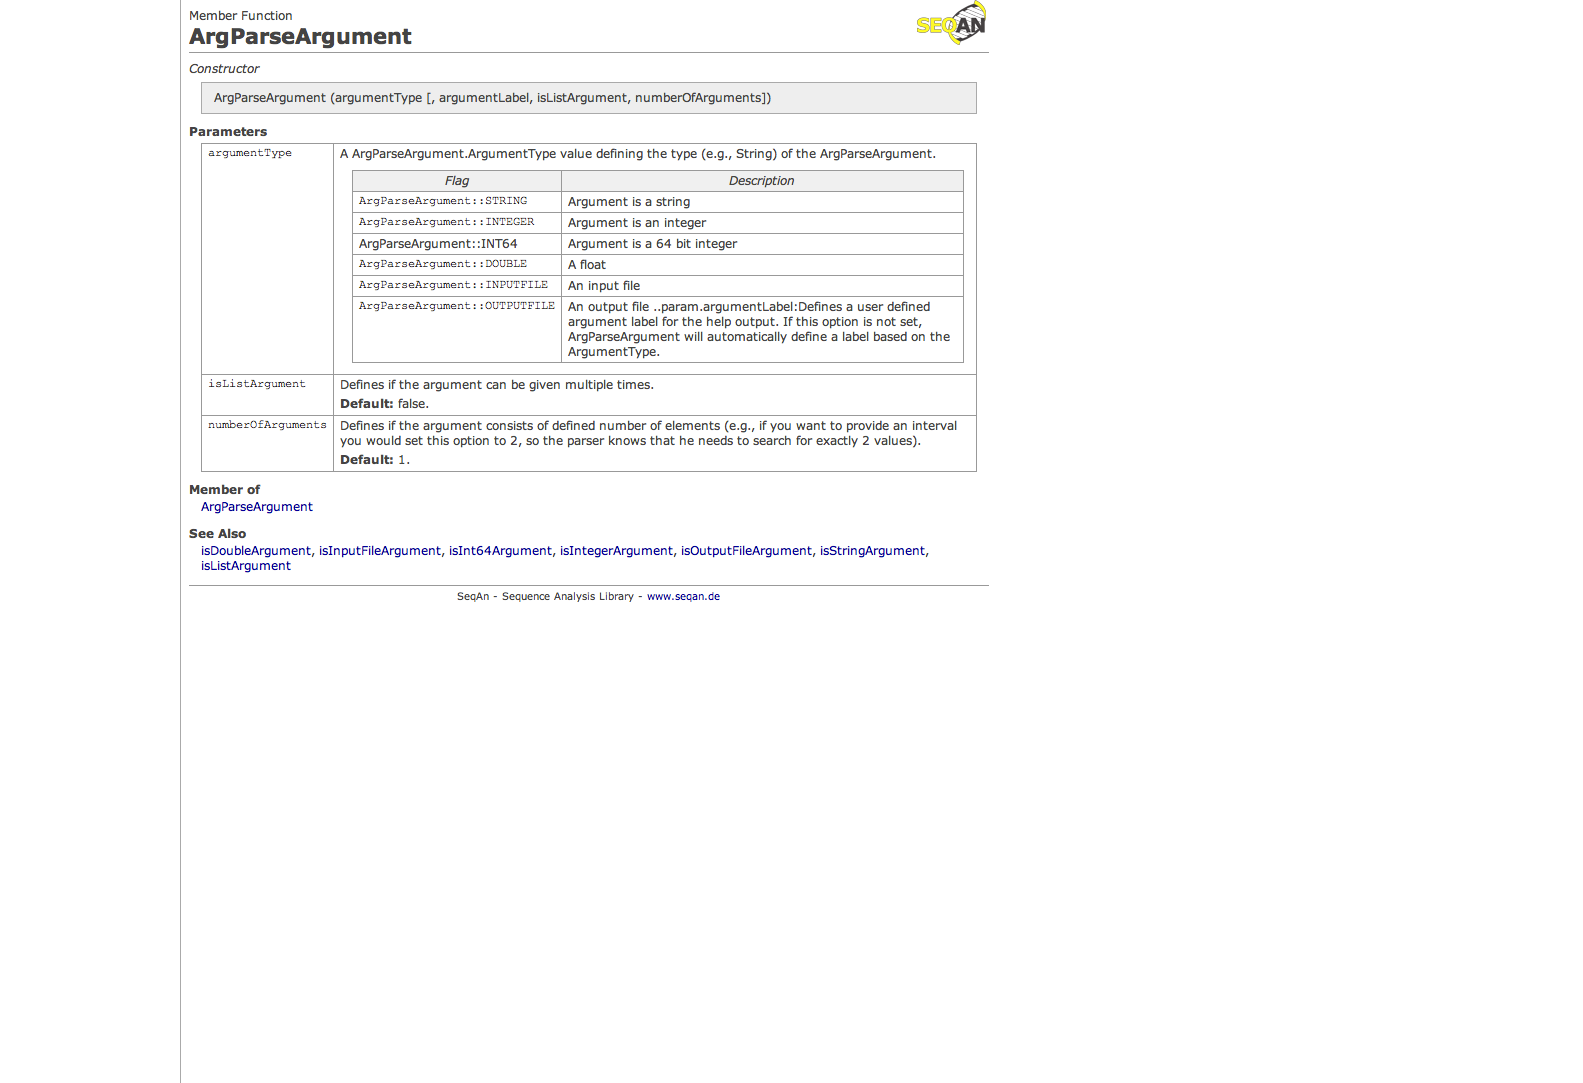 Member Function
ArgParseArgument
SEQAN
Constructor
ArgParseArgument (argumentType [, argumentLabel, isListArgument, numberOfArguments])
Parameters
argumentType
A ArgParseArgument.ArgumentType value defining the type (e.g., String) of the ArgParseArgument.
Flag Description
ArgParseArgument::STRING Argument is a string
ArgParseArgument::INTEGER Argument is an integer
ArgParseArgument::INT64 Argument is a 64 bit integer
ArgParseArgument::DOUBLE A float
ArgParseArgument::INPUTFILE An input file
ArgParseArgument::OUTPUTFILE An output file ..param.argumentLabel:Defines a user defined
argument label for the help output. If this option is not set,
ArgParseArgument will automatically define a label based on the
ArgumentType.
isListArgument Defines if the argument can be given multiple times.
Default: false.
numberOfArguments Defines if the argument consists of defined number of elements (e.g., if you want to provide an interval
you would set this option to 2, so the parser knows that he needs to search for exactly 2 values).
Default: 1.
Member of
ArgParseArgument
See Also
isDoubleArgument, isInputFileArgument, isInt64Argument, isIntegerArgument, isOutputFileArgument, isStringArgument,
isListArgument
SeqAn - Sequence Analysis Library - www.seqan.de